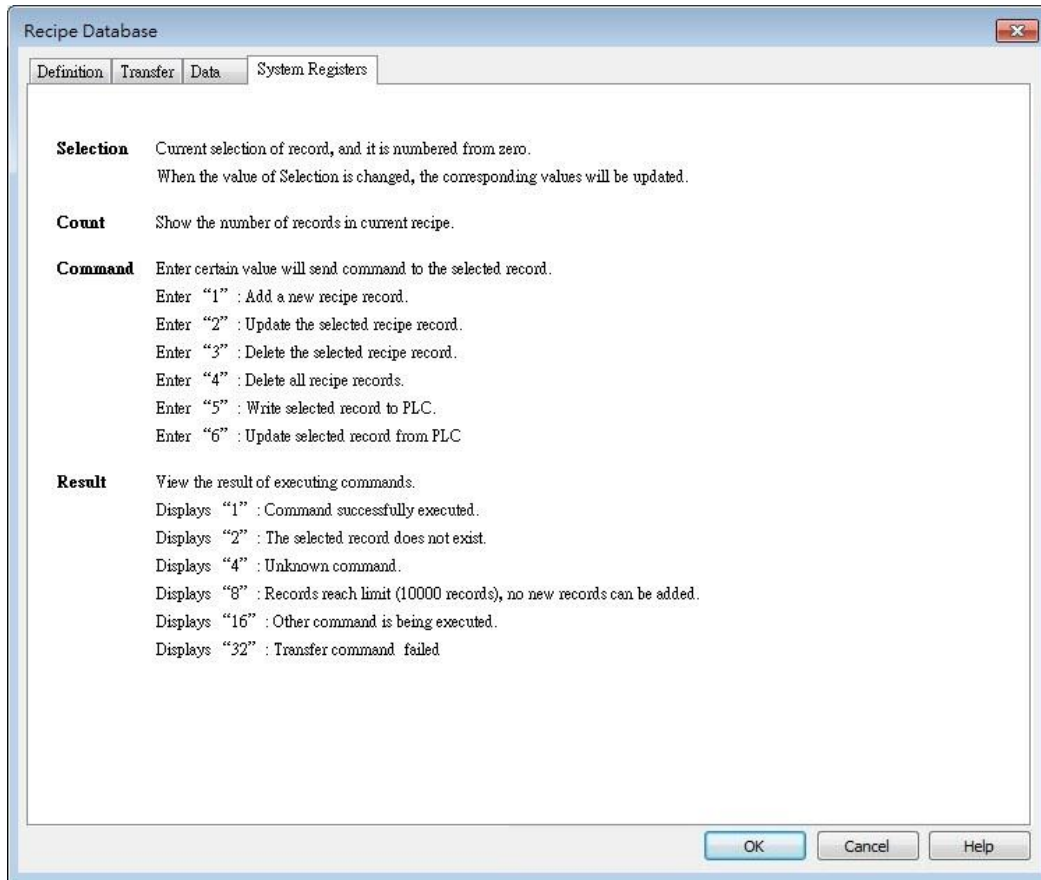 Recipe Database
Definition Transfer Data System Registers
Selection Current selection of record, and it is numbered from zero.
When the value of Selection is changed, the corresponding values will be updated.
Count Show the number of records in current recipe.
Command Enter certain value will send command to the selected record.
Enter “1” : Add a new recipe record.
Enter “2” : Update the selected recipe record.
Enter “3” : Delete the selected recipe record.
Enter “4” : Delete all recipe records.
Enter “5” : Write selected record to PLC.
Enter “6” : Update selected record from PLC
Result View the result of executing commands.
Displays “1” : Command successfully executed.
Displays “2” : The selected record does not exist.
Displays “4” : Unknown command.
Displays “8” : Records reach limit (10000 records), no new records can be added.
Displays “16” : Other command is being executed.
Displays “32” : Transfer command failed
OK Cancel Help